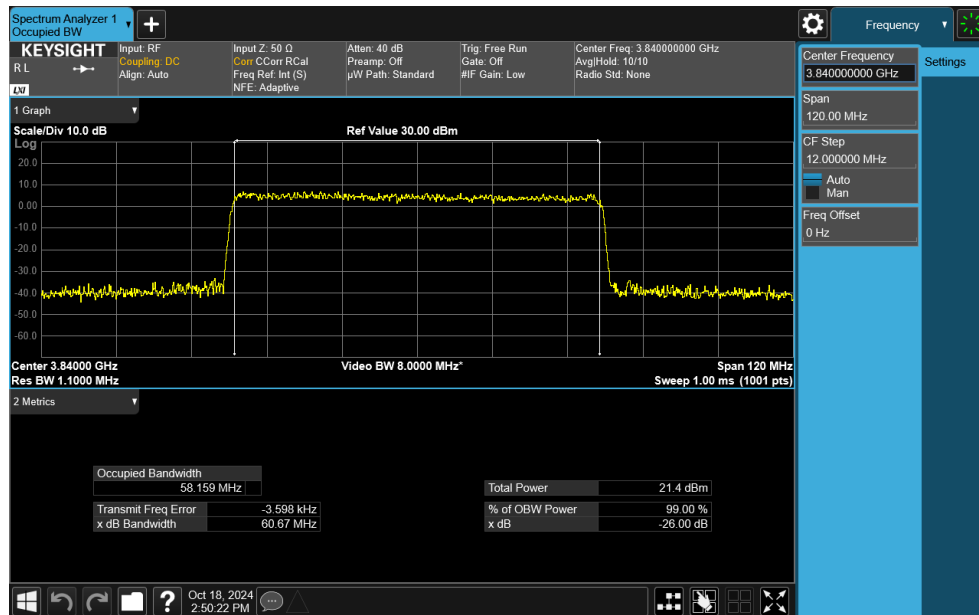 Spectrum Analyzer 1
Occupied BW
Frequency
KEYSIGHT
R L
LXI
Input: RF
Coupling: DC
Align: Auto
Input Z: 50 Ω
Corr CCorr RCal
Freq Ref: Int (S)
NFE: Adaptive
Atten: 40 dB
Preamp: Off
µW Path: Standard
Trig: Free Run
Gate: Off
#IF Gain: Low
Center Freq: 3.840000000 GHz
Avg|Hold: 10/10
Radio Std: None
Center Frequency
3.840000000 GHz
Settings
Span
120.00 MHz
CF Step
12.000000 MHz
Auto
Man
Freq Offset
0 Hz
1 Graph
Scale/Div 10.0 dB
Ref Value 30.00 dBm
Log
20.0
10.0
0.00
-10.0
-20.0
-30.0
-40.0
-50.0
-60.0
Center 3.84000 GHz
Video BW 8.0000 MHz*
Span 120 MHz
Res BW 1.1000 MHz
Sweep 1.00 ms (1001 pts)
2 Metrics
Occupied Bandwidth
58.159 MHz
Total Power 21.4 dBm
Transmit Freq Error -3.598 kHz
% of OBW Power 99.00 %
x dB Bandwidth 60.67 MHz
x dB -26.00 dB
?
Oct 18, 2024
2:50:22 PM